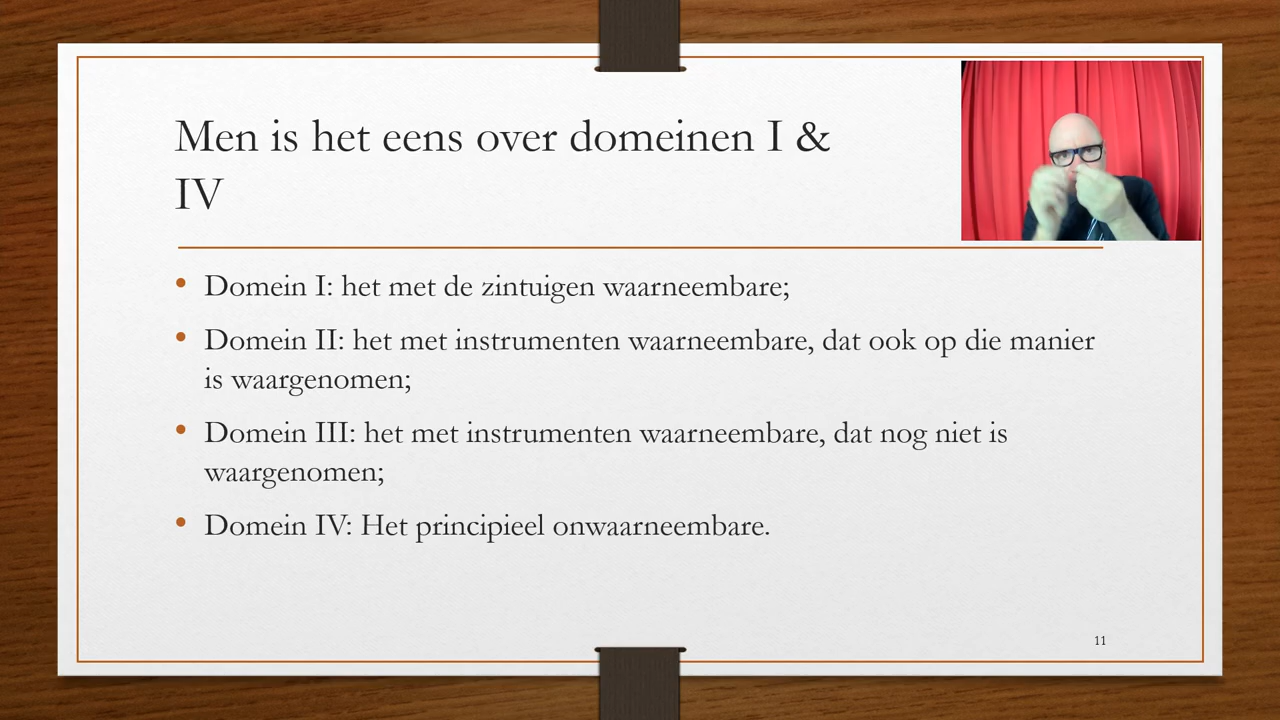 Men is het eens over domeinen I &
IV
• Domein I: het met de zintuigen waarneembare;
• Domein II: het met instrumenten waarneembare, dat ook op die manier
is waargenomen;
• Domein III: het met instrumenten waarneembare, dat nog niet is
waargenomen;
• Domein IV: Het principieel onwaarneembare.
11